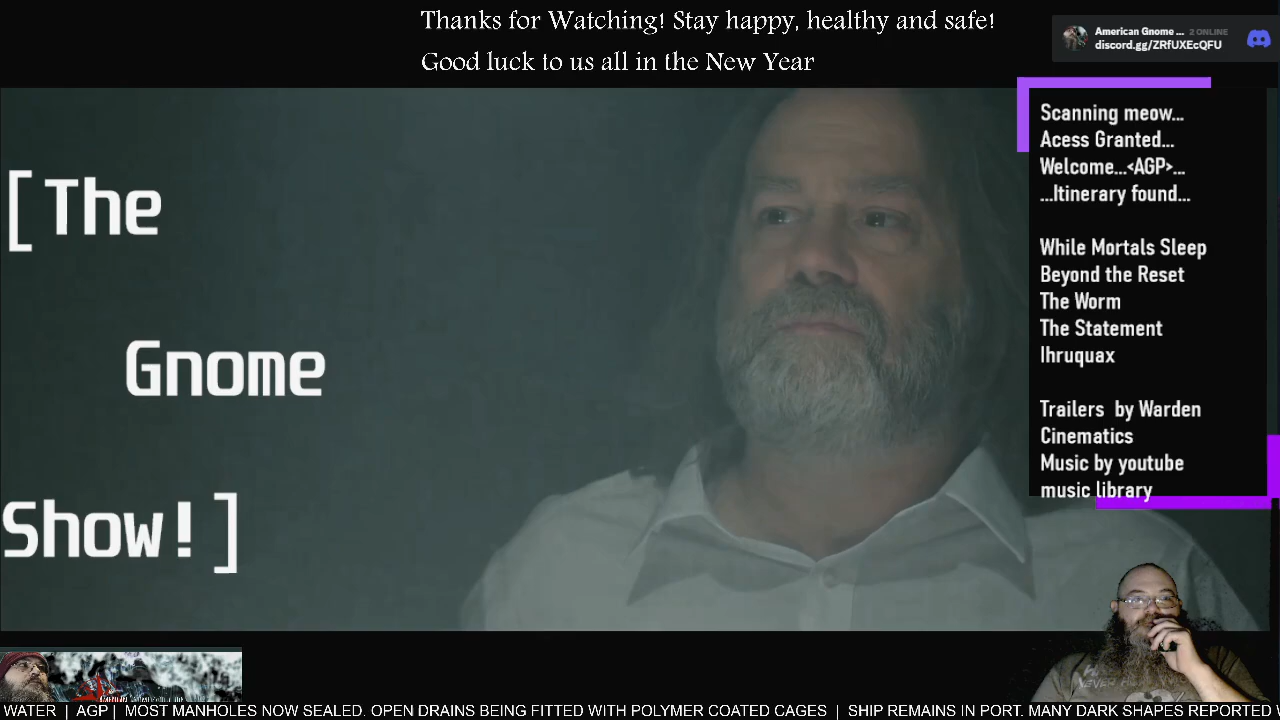 Thanks for Watching! Stay happy, healthy and safe!
Good luck to us all in the New Year
American Gnome ... 2 ONLINE
discord.gg/ZRfUXEcQFU
[The
Gnome
Show!]
Scanning meow...
Acess Granted...
Welcome...<AGP>...
...Itinerary found...
While Mortals Sleep
Beyond the Reset
The Worm
The Statement
Ihruquax
Trailers by Warden
Cinematics
Music by youtube
music library
WATER | AGP | MOST MANHOLES NOW SEALED. OPEN DRAINS BEING FITTED WITH POLYMER COATED CAGES | SHIP REMAINS IN PORT. MANY DARK SHAPES REPORTED